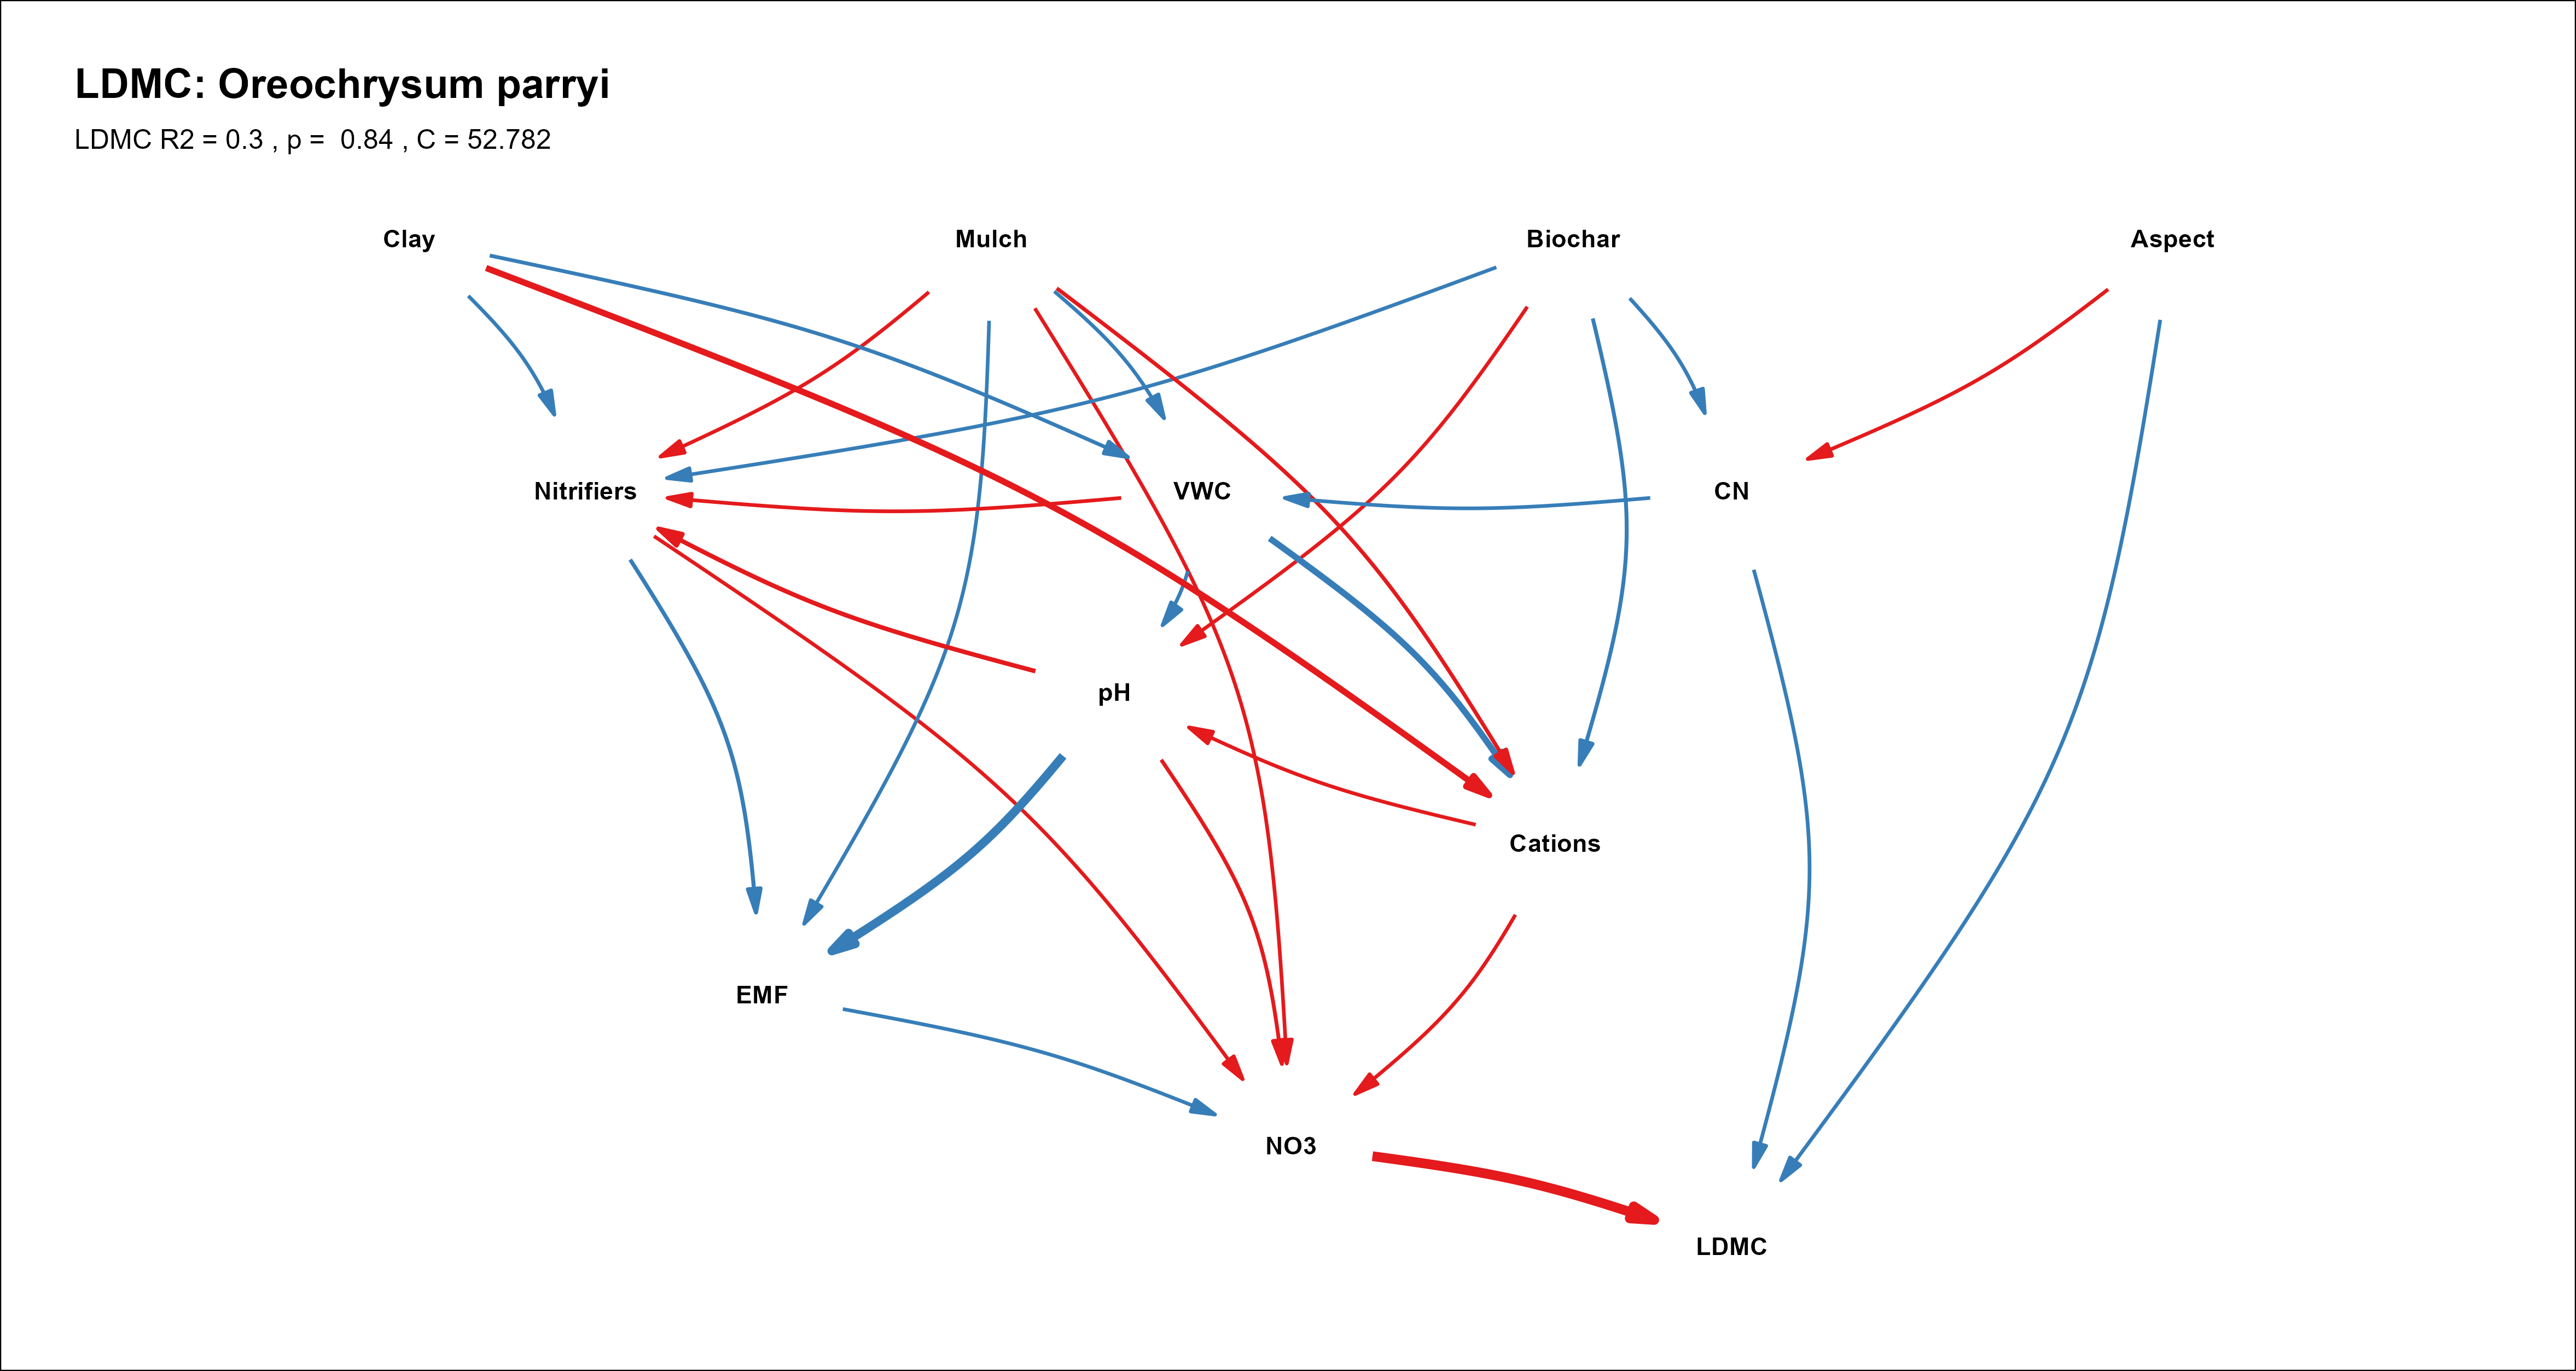 LDMC: Oreochrysum parryi
LDMC R2 = 0.3 , p =  0.84 , C = 52.782
Clay
Mulch
Biochar
Aspect
Nitrifiers
VWC
CN
pH
Cations
EMF
NO3
LDMC